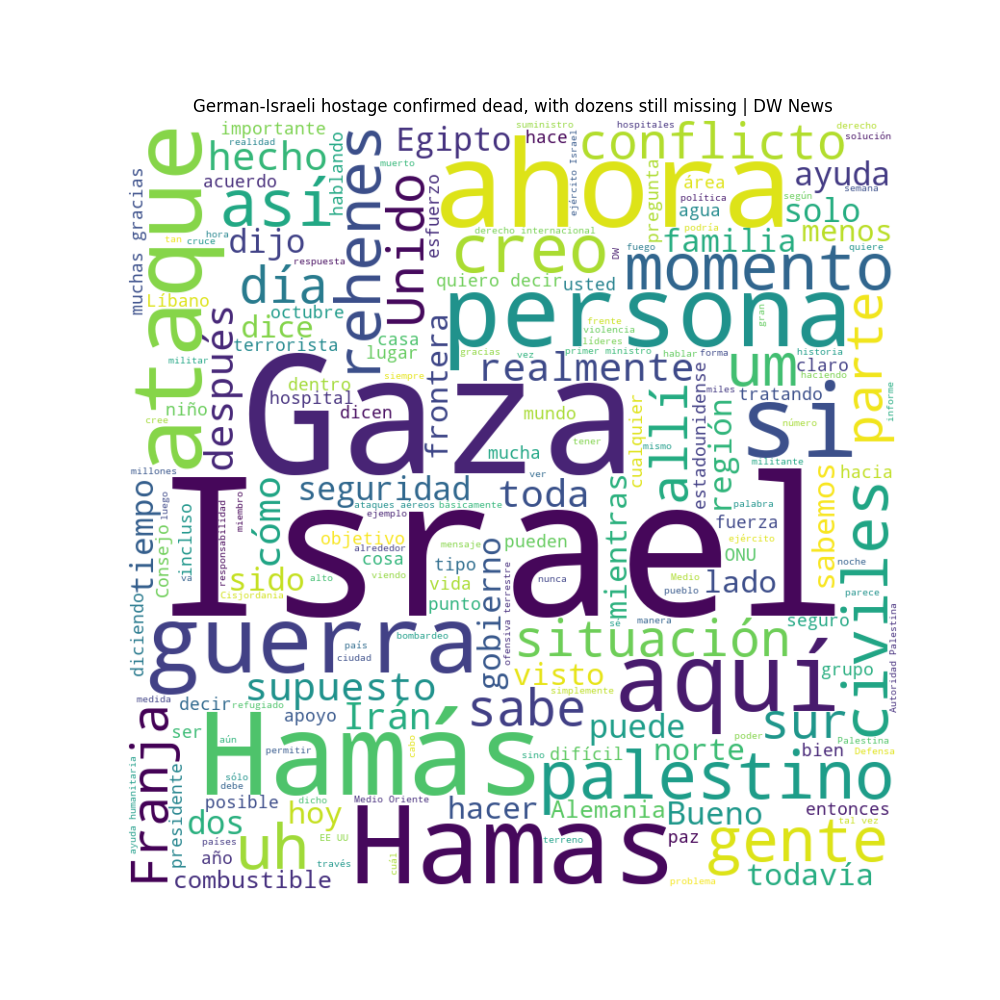 German-Israeli hostage confirmed dead, with dozens still missing | DW News
importante
realidad
hecho
acuerdo
así
hablando
rehenes
Egipto
hace
suministro
hospitales
derecho
solución
conflicto
ahora
ejército Israel
ataque
muchas gracias
tan
cruce
hora
dijo
respuesta
Unido
esfuerzo
derecho internacional
DW
creo
pregunta
área
política
agua
podría
según
semana
ayuda
solo
menos
familia
muerto
día
Líbano
octubre
dice
terrorista
después
militar
quiero decir
usted
fuego
quiere
momento
persona
frente
violencia
líderes
gran
casa
lugar
frontera
gracias
vez
primer ministro
hablar
forma
historia
haciendo
claro
parte
informe
siempre
dentro
hospital
dicen
niño
cree
Gaza
realmente
um
miles
tratando
si
número
mundo
tener
mucha
ver
cualquier
mismo
allí
estadounidense
región
militante
hacia
millones
tiempo
Consejo
luego
incluso
sin
responsabilidad
miembro
cómo
seguridad
ataques aéreos
básicamente
ejemplo
toda
mientras
palabra
fuerza
sabemos
civiles
objetivo
alrededor
cosa
mensaje
viendo
pueden
tipo
vida
punto
nunca
ONU
ejército
noche
Medio
pueblo
lado
parece
sido
alto
Cisjordania
Israel
diciendo
guerra
país
ciudad
bombardeo
gobierno
ofensiva terrestre
situación
sé
manera
seguro
grupo
Autoridad Palestina
visto
simplemente
aquí
supuesto
medida
decir
refugiado
ser
aún
apoyo
Irán
sabe
puede
sur
poder
bien
Palestina
Defensa
Franja
ayuda humanitaria
presidente
permitir
Hamás
cabo
sino
difícil
norte
palestino
sólo
debe
posible
dicho
Medio Oriente
hacer
Alemania
Bueno
entonces
tal vez
hoy
dos
países
año
uh
EE UU
través
cuál
Hamas
terreno
paz
gente
combustible
problema
todavía